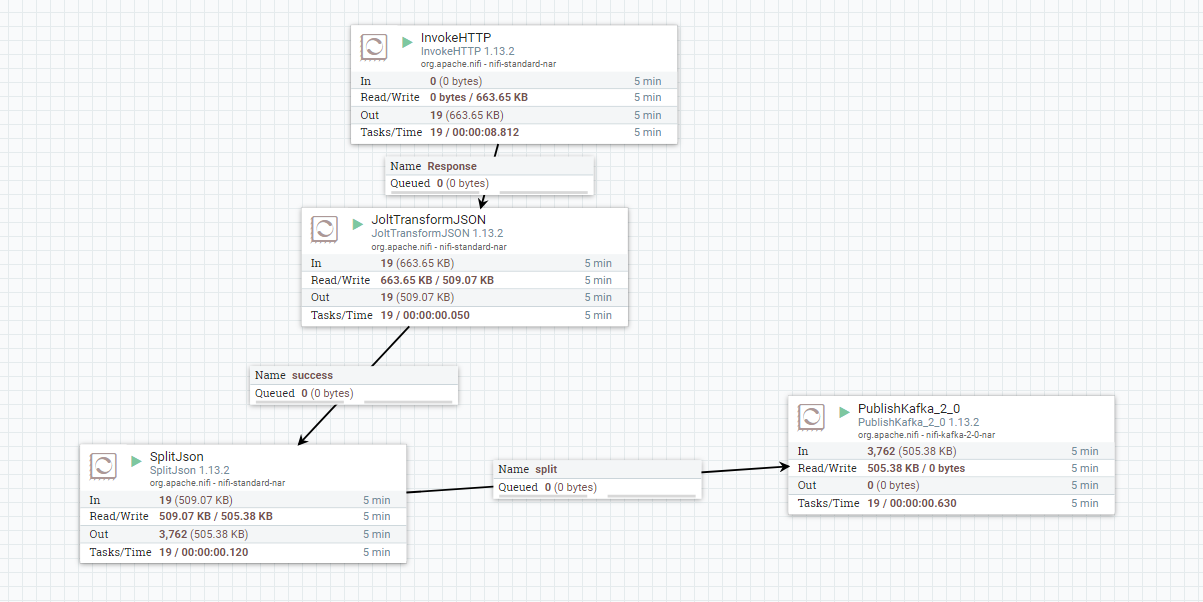 InvokeHTTP
InvokeHTTP 1.13.2
org.apache.nifi - nifi-standard-nar
In 0 (0 bytes) 5 min
Read/Write 0 bytes / 663.65 KB 5 min
Out 19 (663.65 KB) 5 min
Tasks/Time 19 / 00:00:08.812 5 min
Name Response
Queued 0 (0 bytes)
JoltTransformJSON
JoltTransformJSON 1.13.2
org.apache.nifi - nifi-standard-nar
In 19 (663.65 KB) 5 min
Read/Write 663.65 KB / 509.07 KB 5 min
Out 19 (509.07 KB) 5 min
Tasks/Time 19 / 00:00:00.050 5 min
Name success
Queued 0 (0 bytes)
SplitJson
SplitJson 1.13.2
org.apache.nifi - nifi-standard-nar
In 19 (509.07 KB) 5 min
Read/Write 509.07 KB / 505.38 KB 5 min
Out 3,762 (505.38 KB) 5 min
Tasks/Time 19 / 00:00:00.120 5 min
Name split
Queued 0 (0 bytes)
PublishKafka_2_0
PublishKafka_2_0 1.13.2
org.apache.nifi - nifi-kafka-2-0-nar
In 3,762 (505.38 KB) 5 min
Read/Write 505.38 KB / 0 bytes 5 min
Out 0 (0 bytes) 5 min
Tasks/Time 19 / 00:00:00.630 5 min